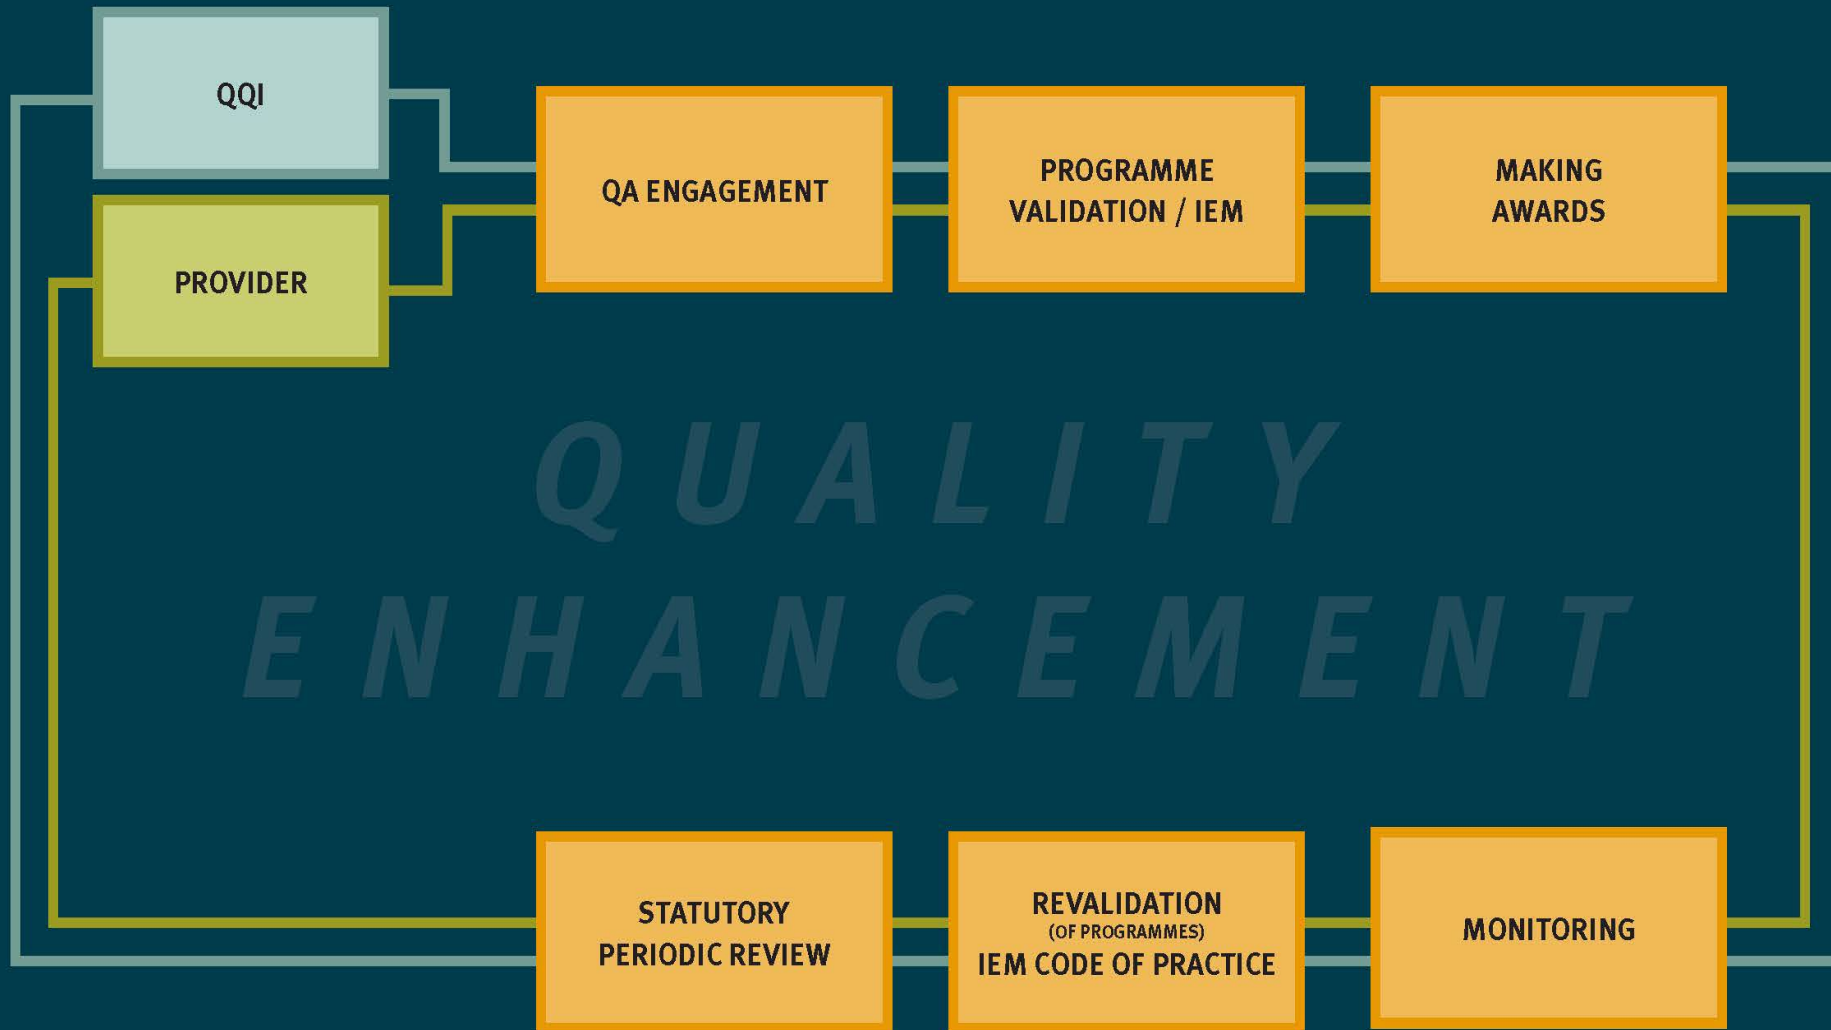 QQI
PROVIDER
QA ENGAGEMENT
PROGRAMME
VALIDATION / IEM
MAKING
AWARDS
QUALITY
ENHANCEMENT
STATUTORY
PERIODIC REVIEW
REVALIDATION
(OF PROGRAMMES)
IEM CODE OF PRACTICE
MONITORING